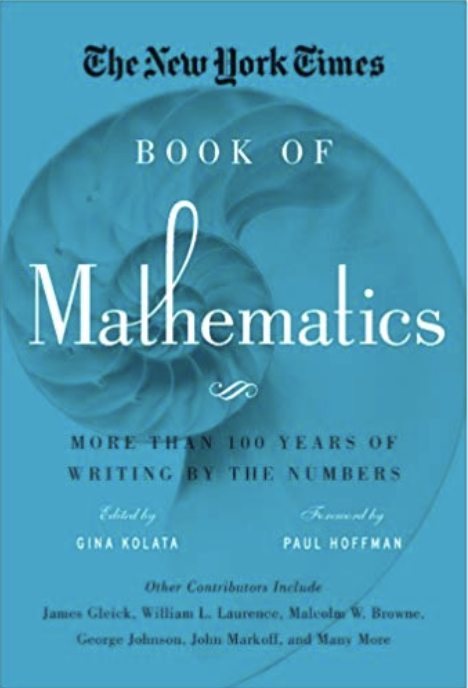 The New York Times
BOOK OF
Mathematics
MORE THAN 100 YEARS OF
WRITING BY THE NUMBERS
Edited by
GINA KOLATA
Foreword by
PAUL HOFFMAN
Other Contributors Include
James Gleick, William L. Laurence, Malcolm W. Browne,
George Johnson, John Markoff, and Many More